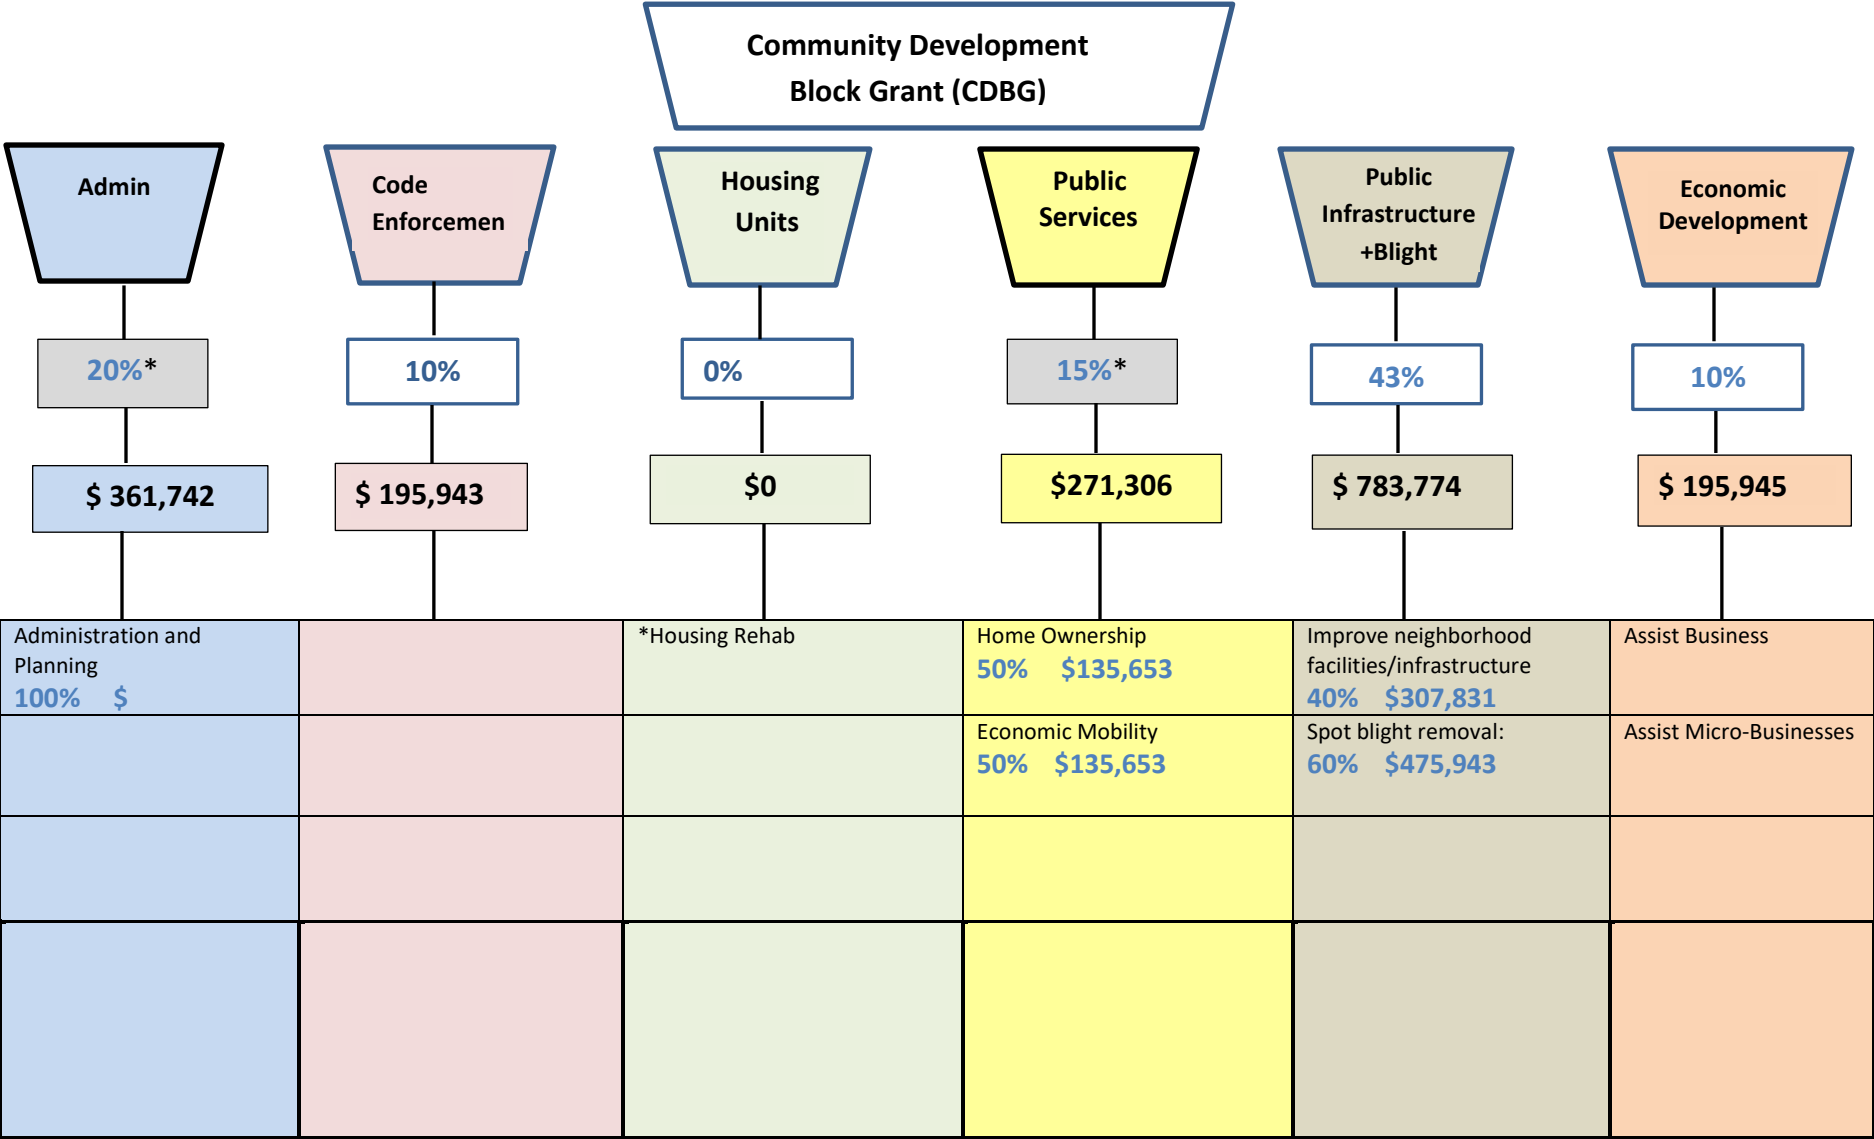 Community Development
Block Grant (CDBG)
Admin
Code
Enforcemen
Housing
Units
Public
Services
Public
Infrastructure
+Blight
Economic
Development
20%*
10%
0%
15%*
43%
10%
$ 361,742
$ 195,943
$0
$271,306
$ 783,774
$ 195,945
Administration and
Planning
100% $
*Housing Rehab
Home Ownership
50% $135,653
Improve neighborhood
facilities/infrastructure
40% $307,831
Assist Business
Economic Mobility
50% $135,653
Spot blight removal:
60% $475,943
Assist Micro-Businesses